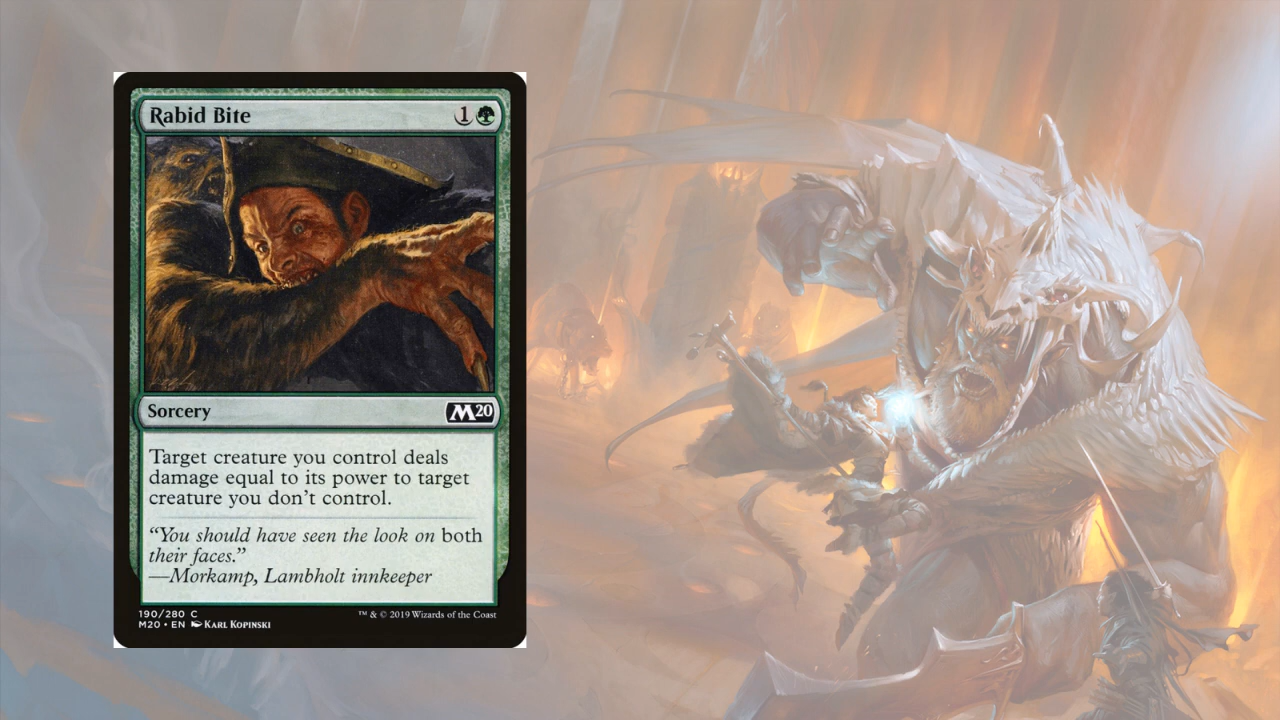 Rabid Bite 1
Sorcery M20
Target creature you control deals
damage equal to its power to target
creature you don't control.
“You should have seen the look on both
their faces.”
—Morkamp, Lambholt innkeeper
190/280 C ™ & © 2019 Wizards of the Coast
M20 • EN Karl Kopinski